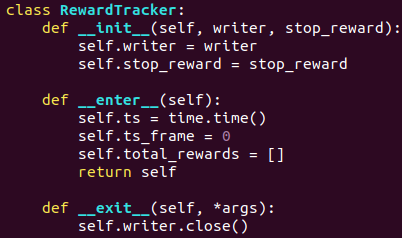 class RewardTracker:
    def __init__(self, writer, stop_reward):
        self.writer = writer
        self.stop_reward = stop_reward

    def __enter__(self):
        self.ts = time.time()
        self.ts_frame = 0
        self.total_rewards = []
        return self

    def __exit__(self, *args):
        self.writer.close()